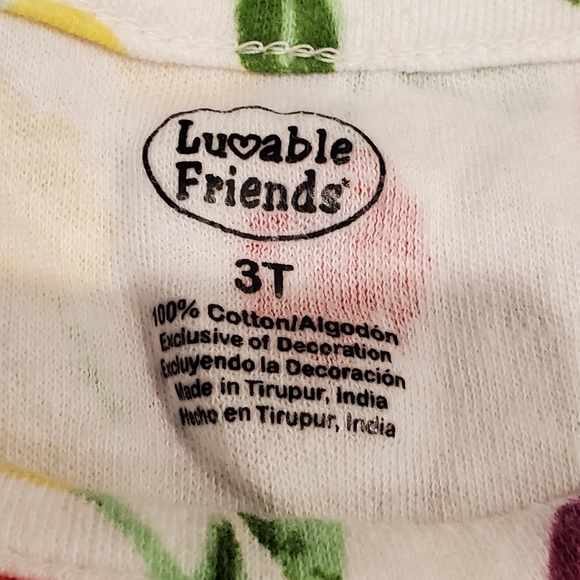 Luvable
Friends
3T
100% Cotton/Algodón
Exclusive of Decoration
Excluyendo la Decoración
Made in Tirupur, India
Hecho en Tirupur, India